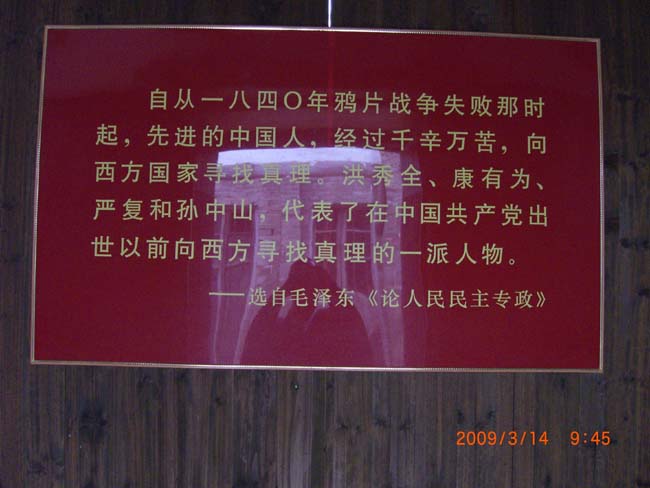 自从一八四〇年鸦片战争失败那时
起，先进的中国人，经过千辛万苦，向
西方国家寻找真理。洪秀全、康有为、
严复和孙中山，代表了在中国共产党出
世以前向西方寻找真理的一派人物。
——选自毛泽东《论人民民主专政》
2009/3/14 9:45